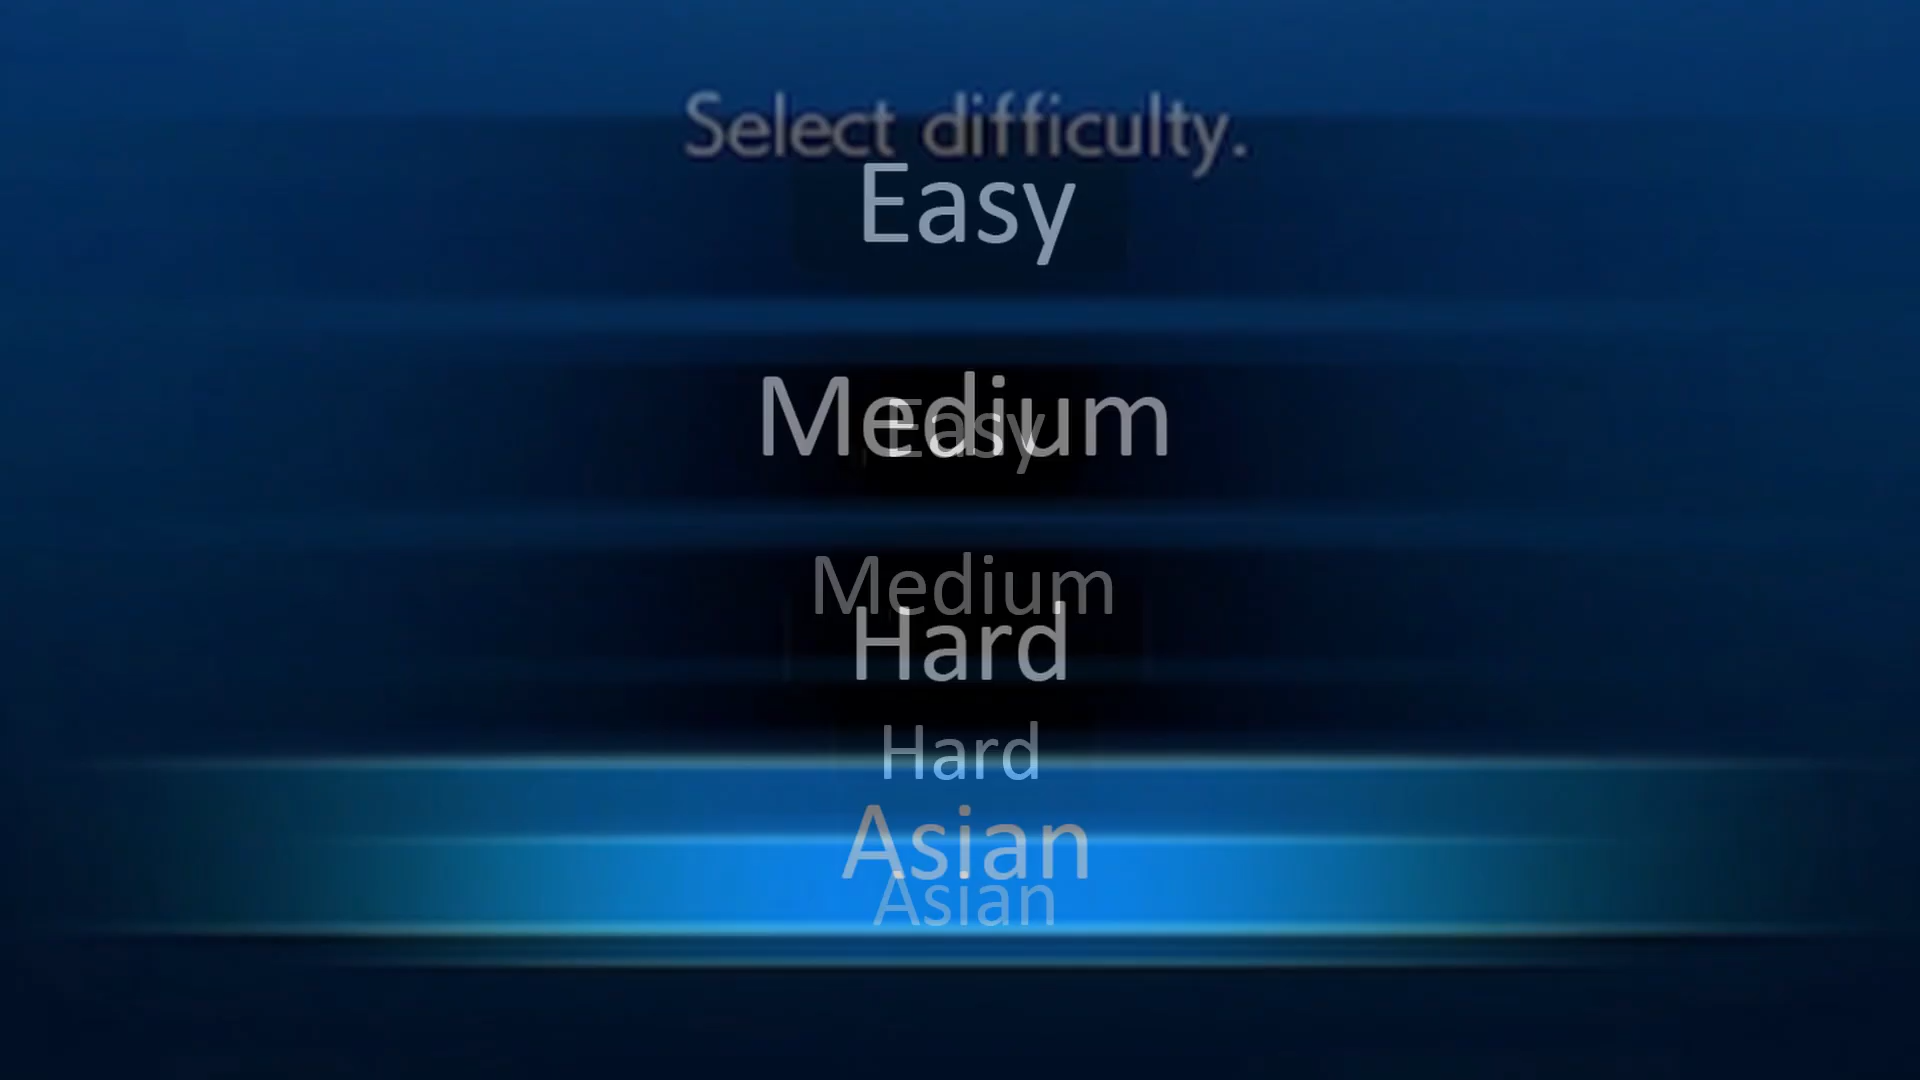 Select difficulty.
Easy
Medium
Easy
Medium
Hard
Hard
Asian
Asian